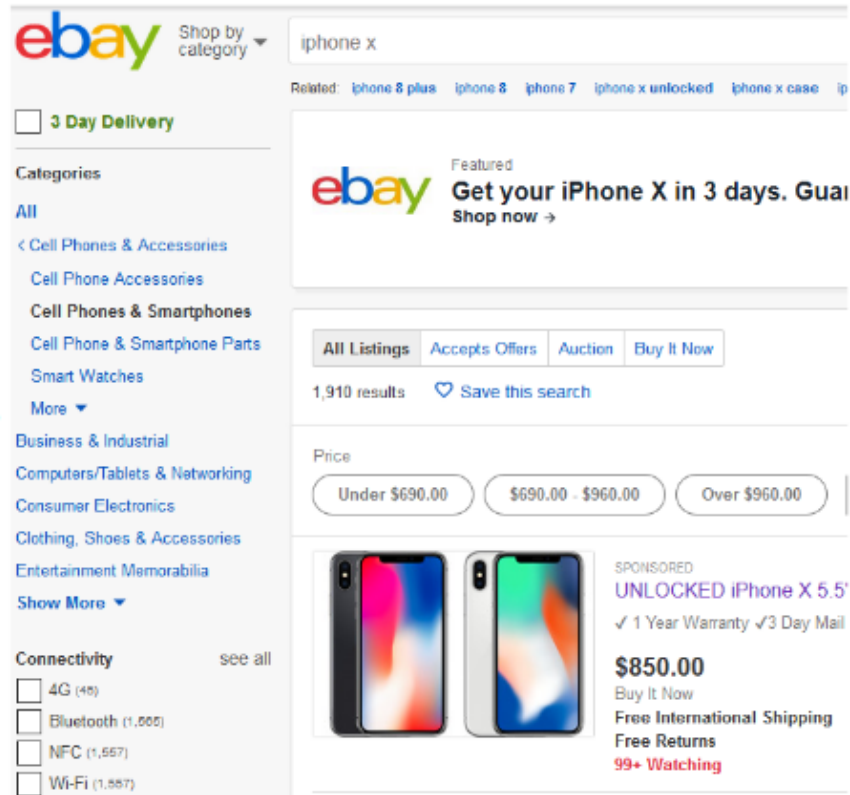 ebay
Shop by
category
iphone x
Related: iphone 8 plus iphone 8 iphone 7 iphone x unlocked iphone x case
3 Day Delivery
Categories
All
< Cell Phones & Accessories
Cell Phone Accessories
Cell Phones & Smartphones
Cell Phone & Smartphone Parts
Smart Watches
More
Business & Industrial
Computers/Tablets & Networking
Consumer Electronics
Clothing, Shoes & Accessories
Entertainment Memorabilia
Show More
Connectivity see all
4G (48)
Bluetooth (1,565)
NFC (1,557)
Wi-Fi (1,557)
ebay
Featured
Get your iPhone X in 3 days. Guar
Shop now →
All Listings Accepts Offers Auction Buy It Now
1,910 results Save this search
Price
Under $690.00 $690.00 - $960.00 Over $960.00
SPONSORED
UNLOCKED iPhone X 5.5"
✓ 1 Year Warranty ✓3 Day Mail
$850.00
Buy It Now
Free International Shipping
Free Returns
99+ Watching